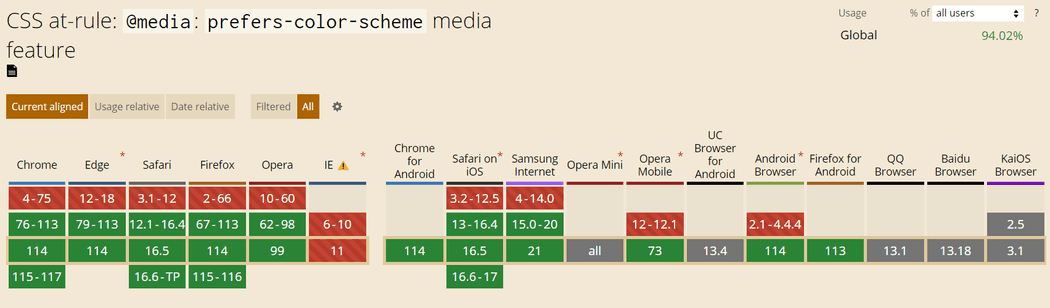 CSS at-rule: @media: prefers-color-scheme media
feature
Usage % of all users ?
Global 94.02%
Current aligned Usage relative Date relative Filtered All
Chrome Edge * Safari Firefox Opera IE * Chrome for Android Safari on iOS * Samsung Internet Opera Mini * Opera Mobile * UC Browser for Android Android Browser * Firefox for Android QQ Browser Baidu Browser KaiOS Browser
4-75 12-18 3.1-12 2-66 10-60 3.2-12.5 4-14.0
76-113 79-113 12.1-16.4 67-113 62-98 6-10 13-16.4 15.0-20 12-12.1 2.1-4.4.4 2.5
114 114 16.5 114 99 11 114 16.5 21 all 73 13.4 114 113 13.1 13.18 3.1
115-117 16.6-TP 115-116 16.6-17